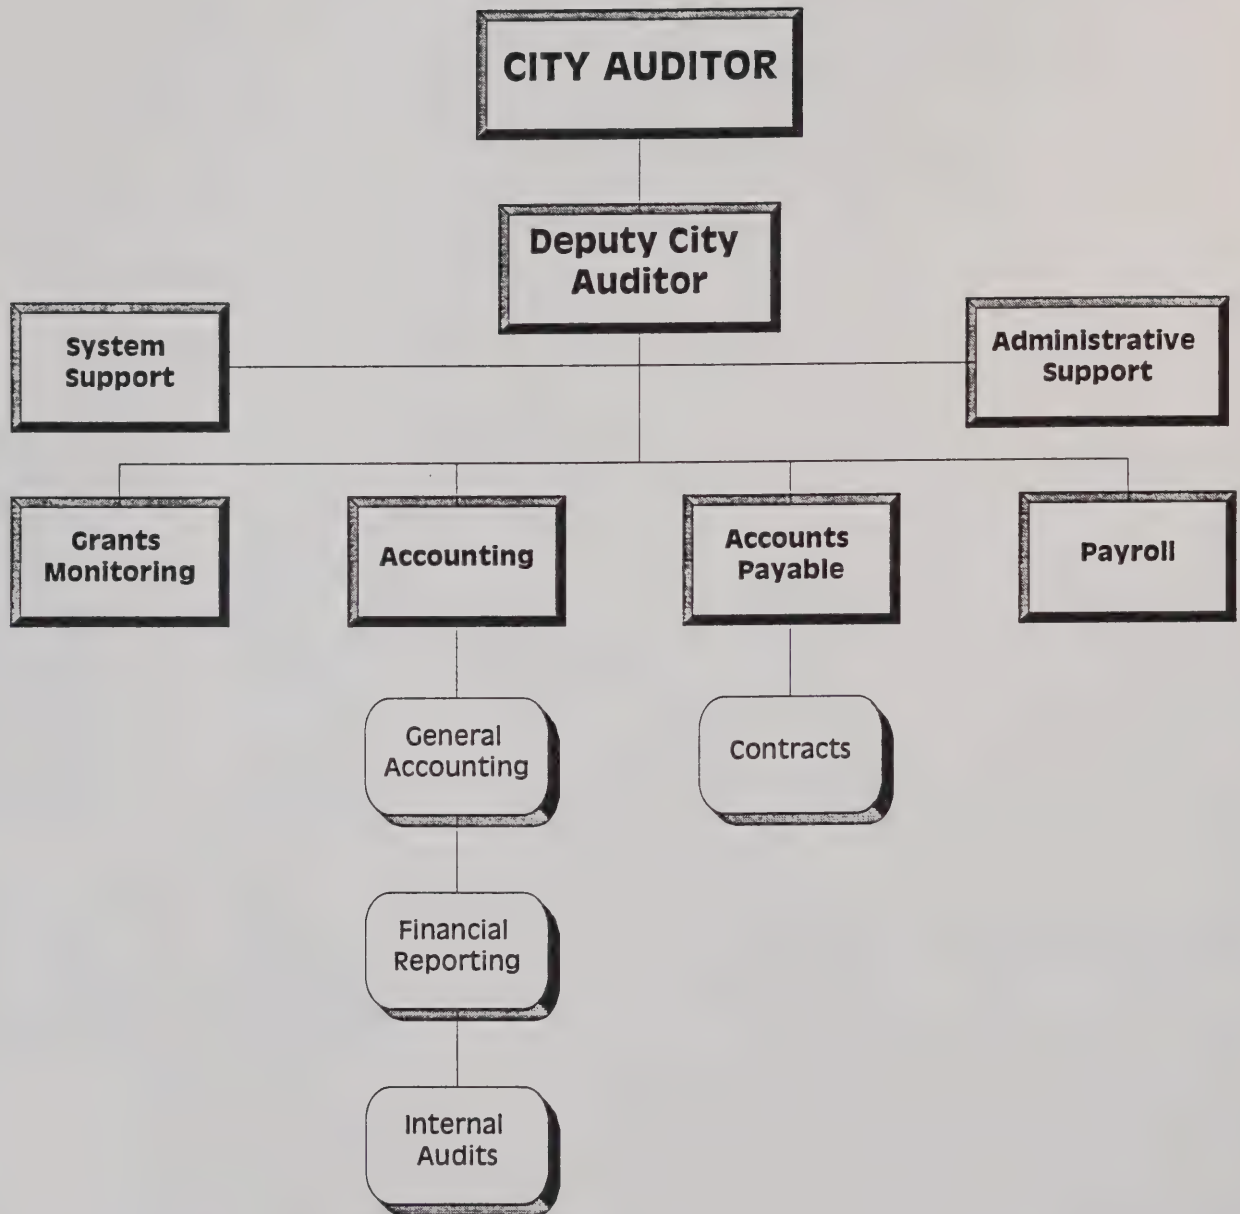 CITY AUDITOR
Deputy City
Auditor
System
Support
Administrative
Support
Grants
Monitoring
Accounting
Accounts
Payable
Payroll
General
Accounting
Contracts
Financial
Reporting
Internal
Audits